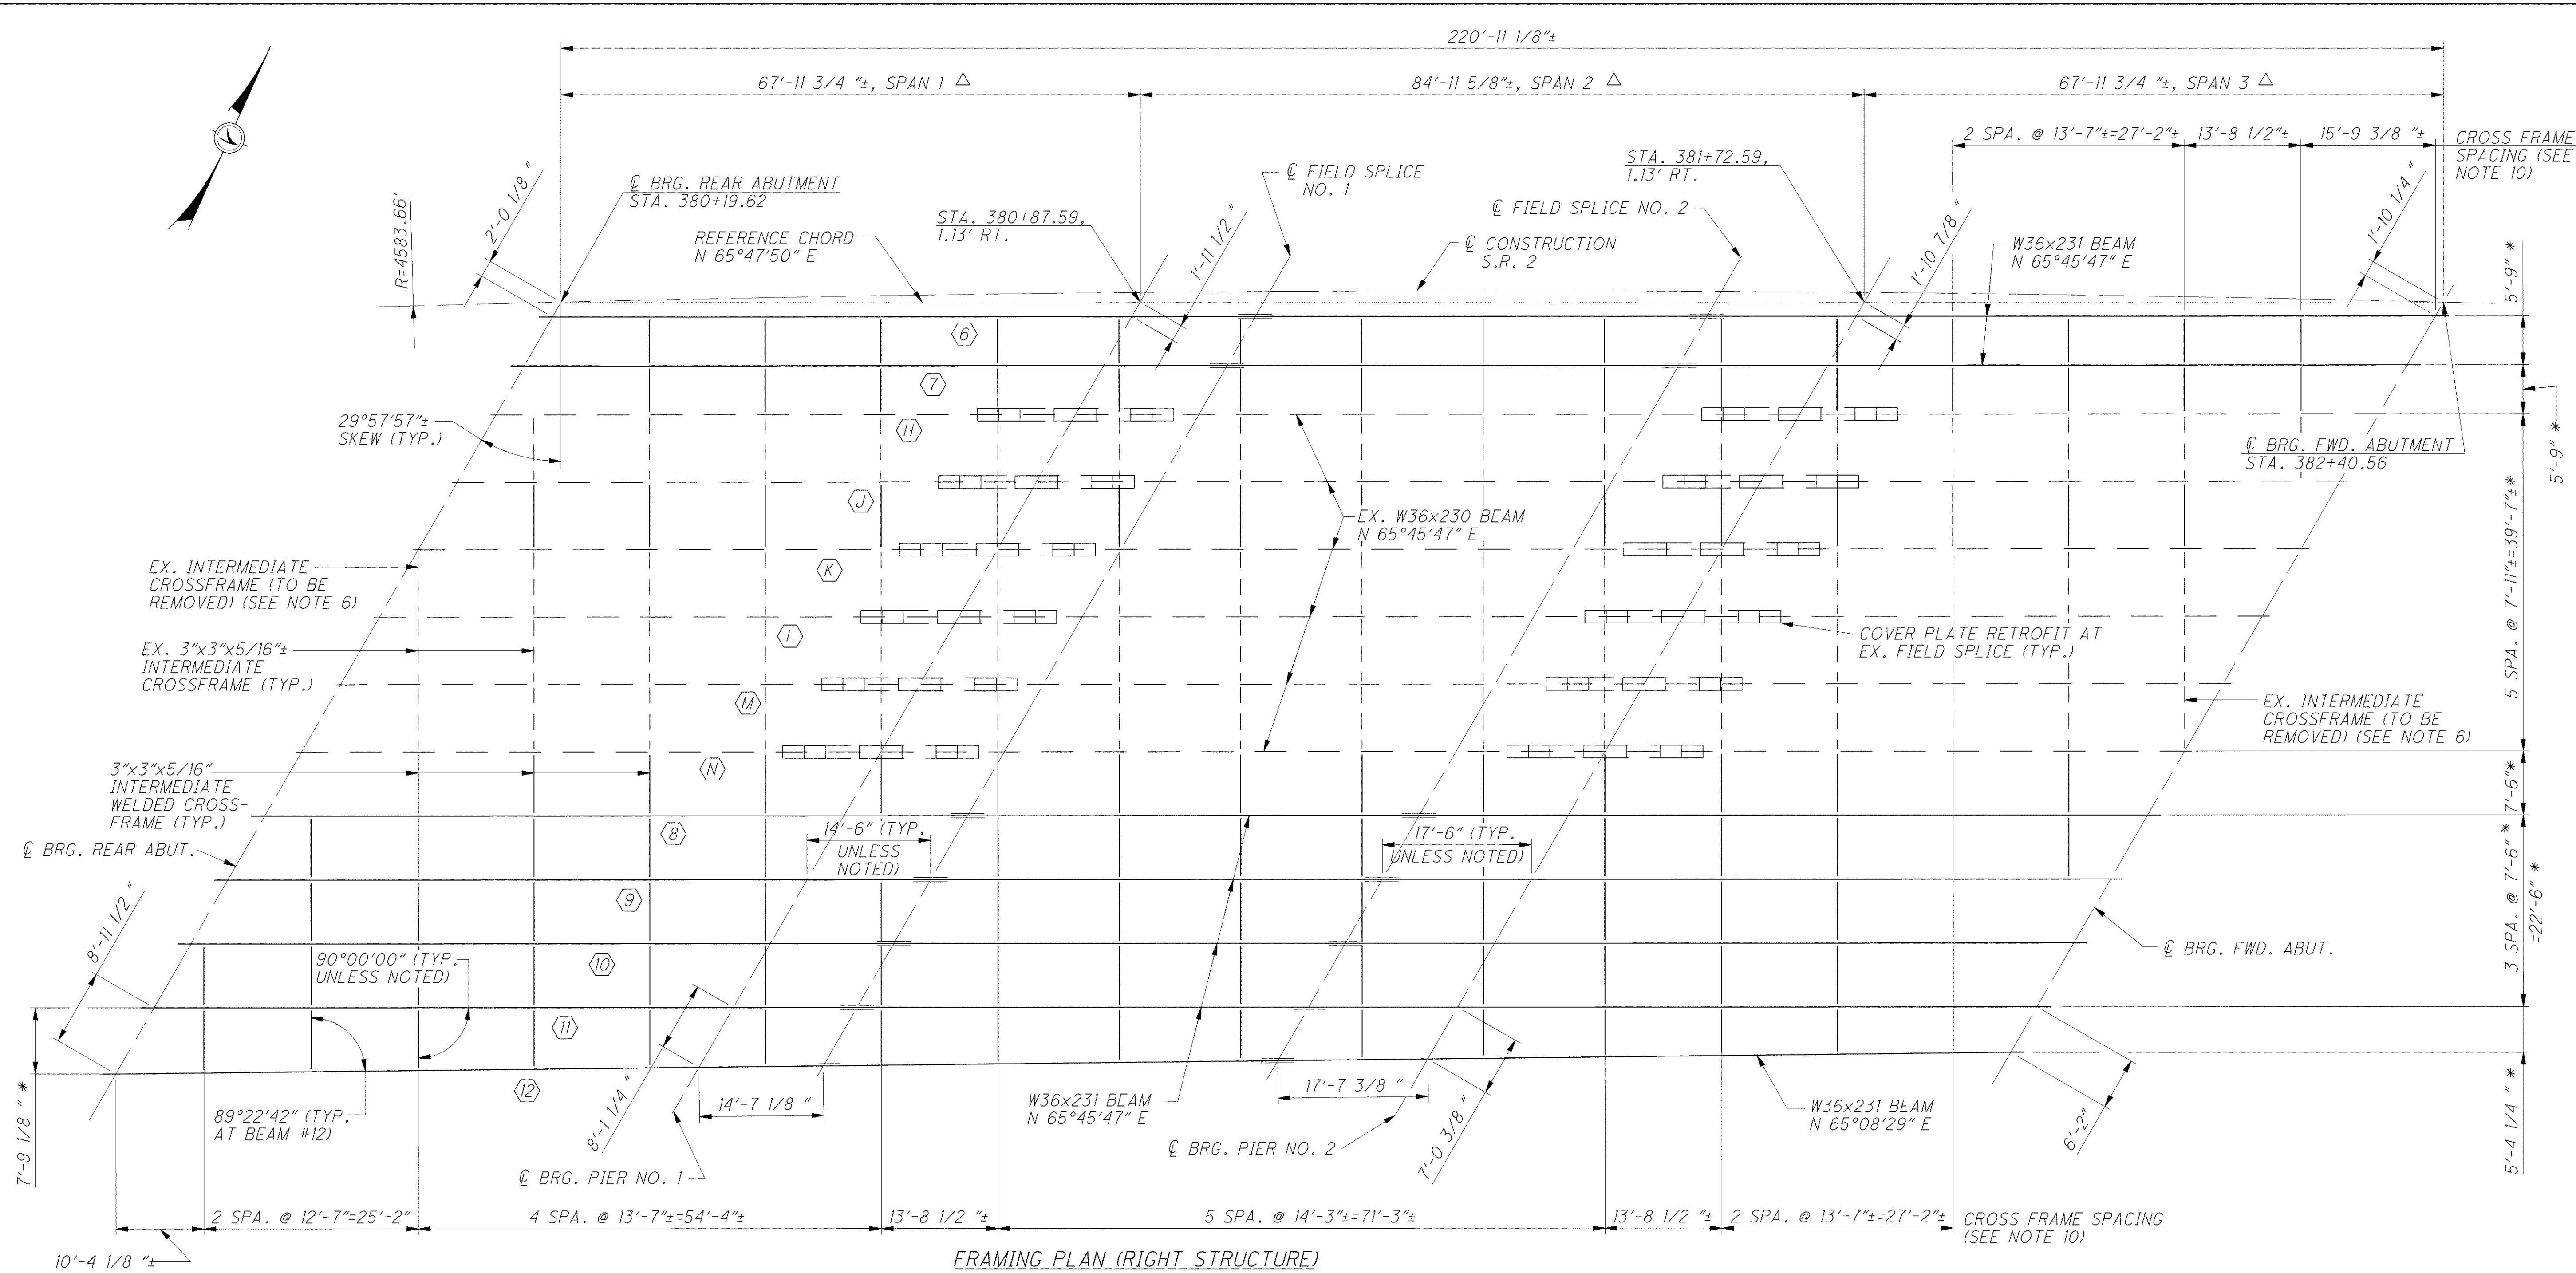 220'-11 1/8"±
67'-11 3/4 "±, SPAN 1 △
84'-11 5/8"±, SPAN 2 △
67'-11 3/4 "±, SPAN 3 △
2 SPA. @ 13'-7"±=27'-2"±
13'-8 1/2"±
15'-9 3/8 "±
CROSS FRAME
SPACING (SEE
NOTE 10)
R=4583.66'
2'-0 1/8 "
℄ BRG. REAR ABUTMENT
STA. 380+19.62
REFERENCE CHORD
N 65°47'50" E
STA. 380+87.59,
1.13' RT.
1'-11 1/2 "
℄ FIELD SPLICE
NO. 1
℄ CONSTRUCTION
S.R. 2
℄ FIELD SPLICE NO. 2
STA. 381+72.59,
1.13' RT.
1'-10 7/8 "
W36x231 BEAM
N 65°45'47" E
1'-10 1/4 "
5'-9" *
6
7
H
J
K
L
M
N
8
9
10
11
12
29°57'57"±
SKEW (TYP.)
℄ BRG. FWD. ABUTMENT
STA. 382+40.56
5'-9" *
5 SPA. @ 7'-11"±=39'-7"±*
EX. W36x230 BEAM
N 65°45'47" E
EX. INTERMEDIATE
CROSSFRAME (TO BE
REMOVED) (SEE NOTE 6)
EX. 3"x3"x5/16"±
INTERMEDIATE
CROSSFRAME (TYP.)
COVER PLATE RETROFIT AT
EX. FIELD SPLICE (TYP.)
EX. INTERMEDIATE
CROSSFRAME (TO BE
REMOVED) (SEE NOTE 6)
3"x3"x5/16"
INTERMEDIATE
WELDED CROSS-
FRAME (TYP.)
7'-6"*
℄ BRG. REAR ABUT.
14'-6" (TYP.
UNLESS
NOTED)
17'-6" (TYP.
UNLESS NOTED)
3 SPA. @ 7'-6" *
=22'-6" *
8'-11 1/2 "
90°00'00" (TYP.
UNLESS NOTED)
℄ BRG. FWD. ABUT.
7'-9 1/8 " *
89°22'42" (TYP.
AT BEAM #12)
8'-1 1/4 "
14'-7 1/8 "
W36x231 BEAM
N 65°45'47" E
17'-7 3/8 "
℄ BRG. PIER NO. 2
7'-0 3/8 "
W36x231 BEAM
N 65°08'29" E
6'-2"
5'-4 1/4 " *
℄ BRG. PIER NO. 1
10'-4 1/8 "±
2 SPA. @ 12'-7"=25'-2"
4 SPA. @ 13'-7"±=54'-4"±
13'-8 1/2 "±
5 SPA. @ 14'-3"±=71'-3"±
13'-8 1/2 "±
2 SPA. @ 13'-7"±=27'-2"±
CROSS FRAME SPACING
(SEE NOTE 10)
FRAMING PLAN (RIGHT STRUCTURE)